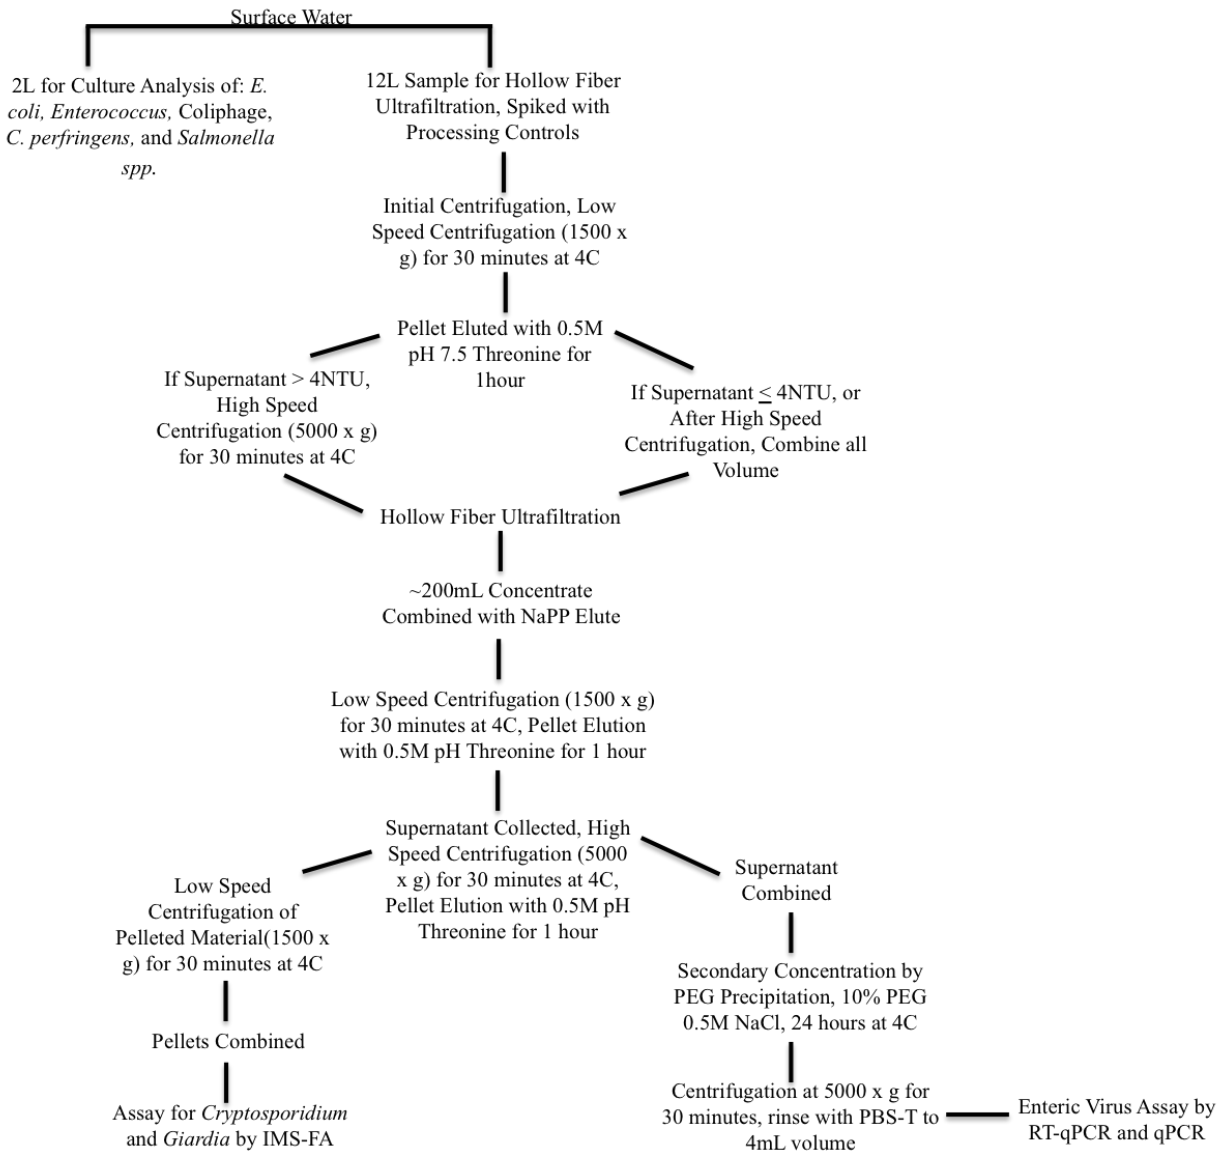 Surface Water
2L for Culture Analysis of: E.
coli, Enterococcus, Coliphage,
C. perfringens, and Salmonella
spp.
12L Sample for Hollow Fiber
Ultrafiltration, Spiked with
Processing Controls
Initial Centrifugation, Low
Speed Centrifugation (1500 x
g) for 30 minutes at 4C
Pellet Eluted with 0.5M
pH 7.5 Threonine for
1hour
If Supernatant > 4NTU,
High Speed
Centrifugation (5000 x g)
for 30 minutes at 4C
If Supernatant ≤ 4NTU, or
After High Speed
Centrifugation, Combine all
Volume
Hollow Fiber Ultrafiltration
~200mL Concentrate
Combined with NaPP Elute
Low Speed Centrifugation (1500 x g)
for 30 minutes at 4C, Pellet Elution
with 0.5M pH Threonine for 1 hour
Supernatant Collected, High
Speed Centrifugation (5000
x g) for 30 minutes at 4C,
Pellet Elution with 0.5M pH
Threonine for 1 hour
Low Speed
Centrifugation of
Pelleted Material(1500 x
g) for 30 minutes at 4C
Pellets Combined
Assay for Cryptosporidium
and Giardia by IMS-FA
Supernatant
Combined
Secondary Concentration by
PEG Precipitation, 10% PEG
0.5M NaCl, 24 hours at 4C
Centrifugation at 5000 x g for
30 minutes, rinse with PBS-T to
4mL volume
Enteric Virus Assay by
RT-qPCR and qPCR